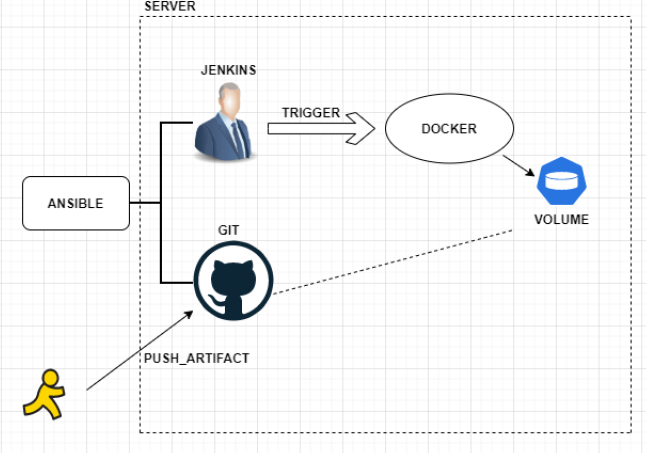 SERVER
JENKINS
TRIGGER
DOCKER
ANSIBLE
VOLUME
GIT
PUSH_ARTIFACT